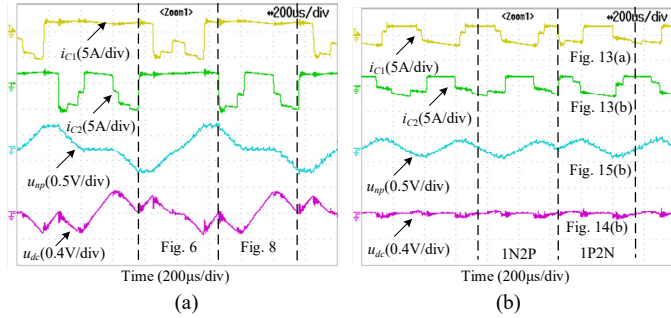 <Zoom1>
↔200us/div
iC1(5A/div)
iC2(5A/div)
unp(0.5V/div)
udc(0.4V/div)
Fig. 6
Fig. 8
Time (200μs/div)
(a)
<Zoom1>
↔200us/div
iC1(5A/div)
Fig. 13(a)
iC2(5A/div)
Fig. 13(b)
unp(0.5V/div)
Fig. 15(b)
udc(0.4V/div)
Fig. 14(b)
1N2P
1P2N
Time (200μs/div)
(b)